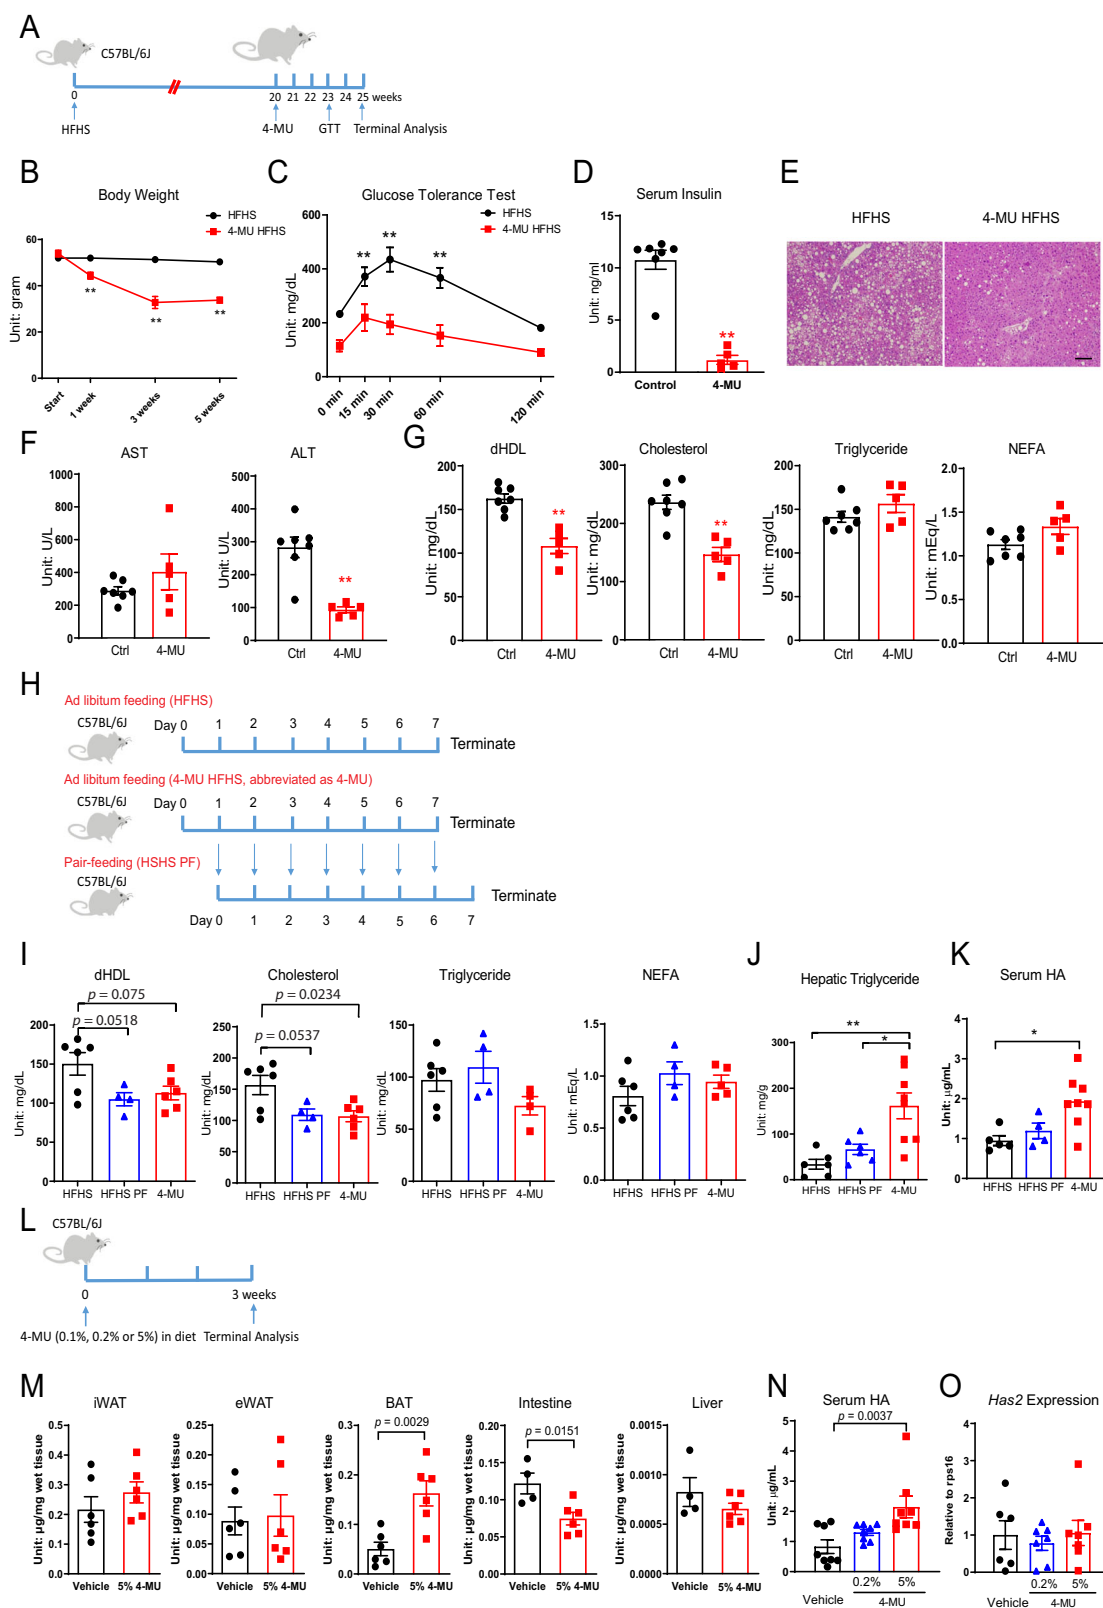 A
C57BL/6J
0 20 21 22 23 24 25 weeks
HFHS 4-MU GTT Terminal Analysis
B
Body Weight
HFHS
4-MU HFHS
Unit: gram
60
40
20
0
**
**
**
Start 1 week 3 weeks 5 weeks
C
Glucose Tolerance Test
HFHS
4-MU HFHS
Unit: mg/dL
600
400
200
0
**
**
**
0 min 15 min 30 min 60 min 120 min
D
Serum Insulin
Unit: ng/ml
15
10
5
0
**
Control 4-MU
E
HFHS 4-MU HFHS
F
AST
Unit: U/L
1000
800
600
400
200
0
Ctrl 4-MU
ALT
Unit: U/L
500
400
300
200
100
0
**
Ctrl 4-MU
G
dHDL
Unit: mg/dL
200
150
100
50
0
**
Ctrl 4-MU
Cholesterol
Unit: mg/dL
300
200
100
0
**
Ctrl 4-MU
Triglyceride
Unit: mg/dL
200
150
100
50
0
Ctrl 4-MU
NEFA
Unit: mEq/L
2.0
1.5
1.0
0.5
0.0
Ctrl 4-MU
H
Ad libitum feeding (HFHS)
C57BL/6J
Day 0 1 2 3 4 5 6 7
Terminate
Ad libitum feeding (4-MU HFHS, abbreviated as 4-MU)
C57BL/6J
Day 0 1 2 3 4 5 6 7
Terminate
Pair-feeding (HSHS PF)
C57BL/6J
Terminate
Day 0 1 2 3 4 5 6 7
I
dHDL
p = 0.075
p = 0.0518
Unit: mg/dL
200
150
100
50
0
HFHS HFHS PF 4-MU
Cholesterol
p = 0.0234
p = 0.0537
Unit: mg/dL
250
200
150
100
50
0
HFHS HFHS PF 4-MU
Triglyceride
Unit: mg/dL
150
100
50
0
HFHS HFHS PF 4-MU
NEFA
Unit: mEq/L
1.5
1.0
0.5
0.0
HFHS HFHS PF 4-MU
J
Hepatic Triglyceride
**
*
Unit: mg/g
300
200
100
0
HFHS HFHS PF 4-MU
K
Serum HA
*
Unit: µg/mL
4
3
2
1
0
HFHS HFHS PF 4-MU
L
C57BL/6J
0 3 weeks
4-MU (0.1%, 0.2% or 5%) in diet Terminal Analysis
M
iWAT
Unit: µg/mg wet tissue
0.5
0.4
0.3
0.2
0.1
0.0
Vehicle 5% 4-MU
eWAT
Unit: µg/mg wet tissue
0.25
0.20
0.15
0.10
0.05
0.00
Vehicle 5% 4-MU
BAT
p = 0.0029
Unit: µg/mg wet tissue
0.3
0.2
0.1
0.0
Vehicle 5% 4-MU
Intestine
p = 0.0151
Unit: µg/mg wet tissue
0.20
0.15
0.10
0.05
0.00
Vehicle 5% 4-MU
Liver
Unit: µg/mg wet tissue
0.0015
0.0010
0.0005
0.0000
Vehicle 5% 4-MU
N
Serum HA
p = 0.0037
Unit: µg/mL
5
4
3
2
1
0
0.2% 5%
Vehicle 4-MU
O
Has2 Expression
Relative to rps16
4
3
2
1
0
0.2% 5%
Vehicle 4-MU